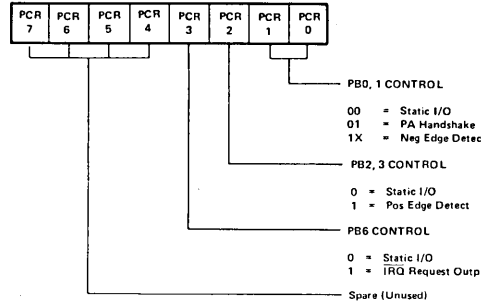 PCR 7 PCR 6 PCR 5 PCR 4 PCR 3 PCR 2 PCR 1 PCR 0
PB0, 1 CONTROL
00 = Static I/O
01 = PA Handshake
1X = Neg Edge Detec
PB2, 3 CONTROL
0 = Static I/O
1 = Pos Edge Detect
PB6 CONTROL
0 = Static I/O
1 = IRQ Request Outp
Spare (Unused)